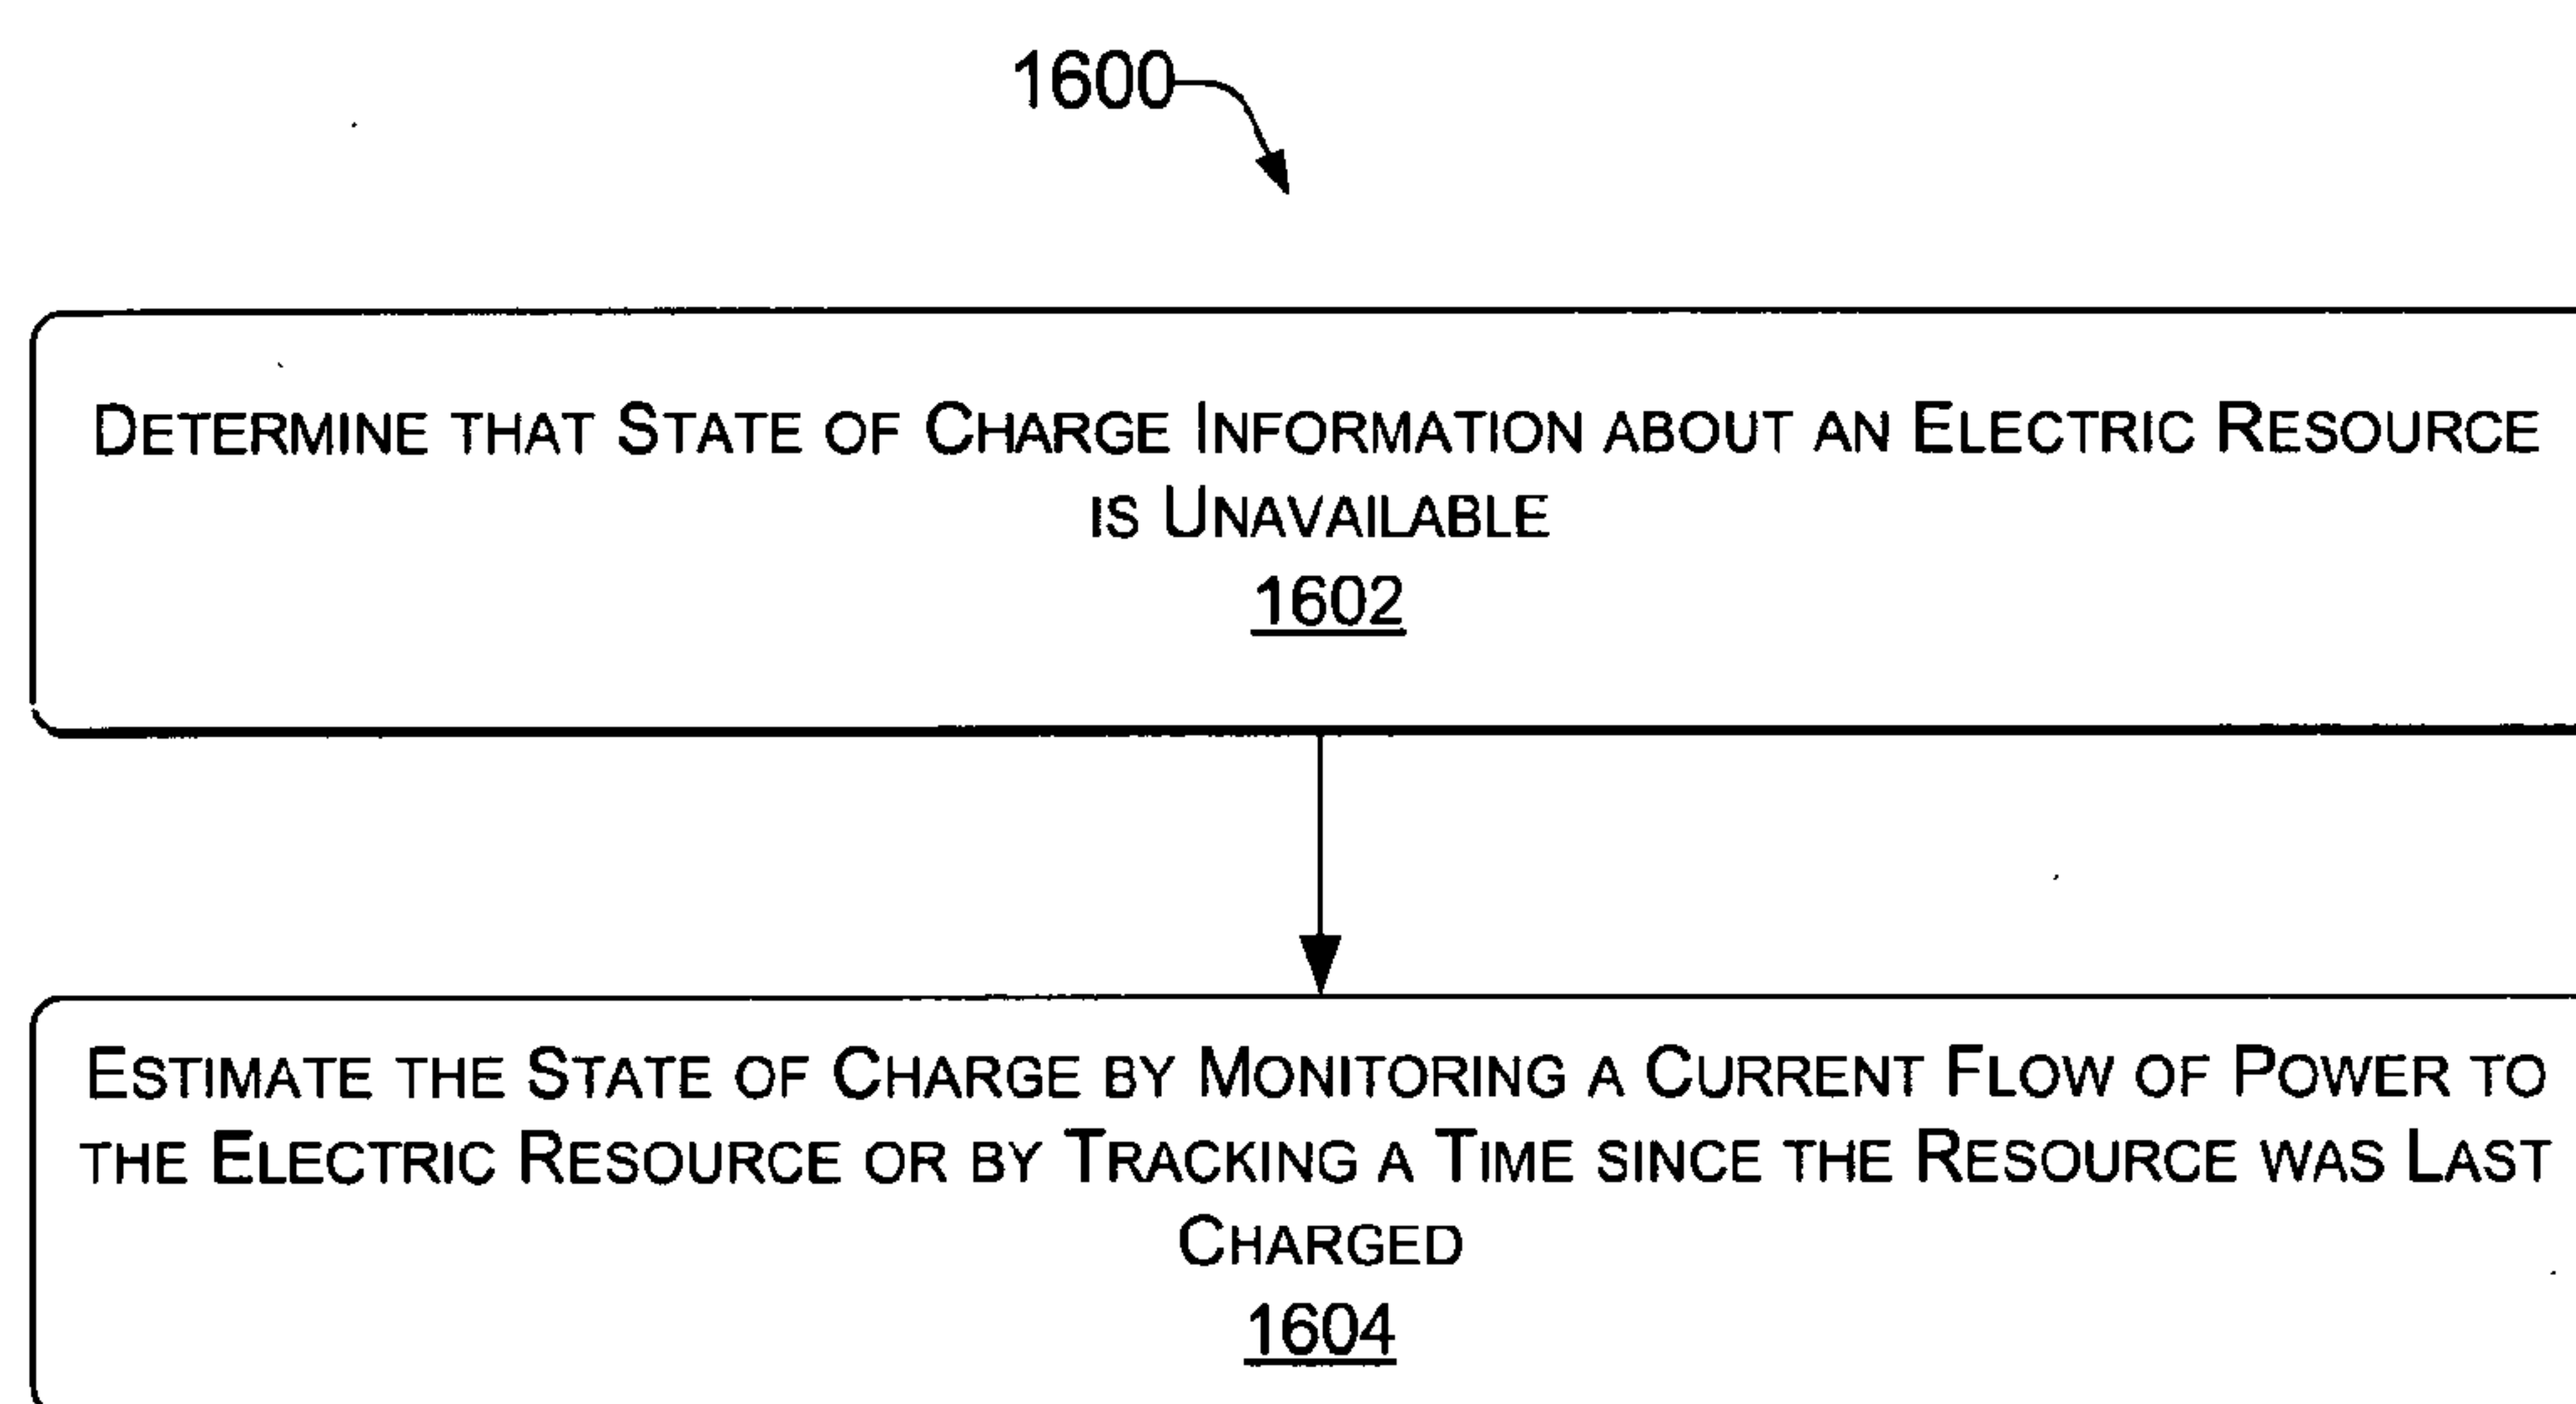 1600
DETERMINE THAT STATE OF CHARGE INFORMATION ABOUT AN ELECTRIC RESOURCE
IS UNAVAILABLE
1602
ESTIMATE THE STATE OF CHARGE BY MONITORING A CURRENT FLOW OF POWER TO
THE ELECTRIC RESOURCE OR BY TRACKING A TIME SINCE THE RESOURCE WAS LAST
CHARGED
1604